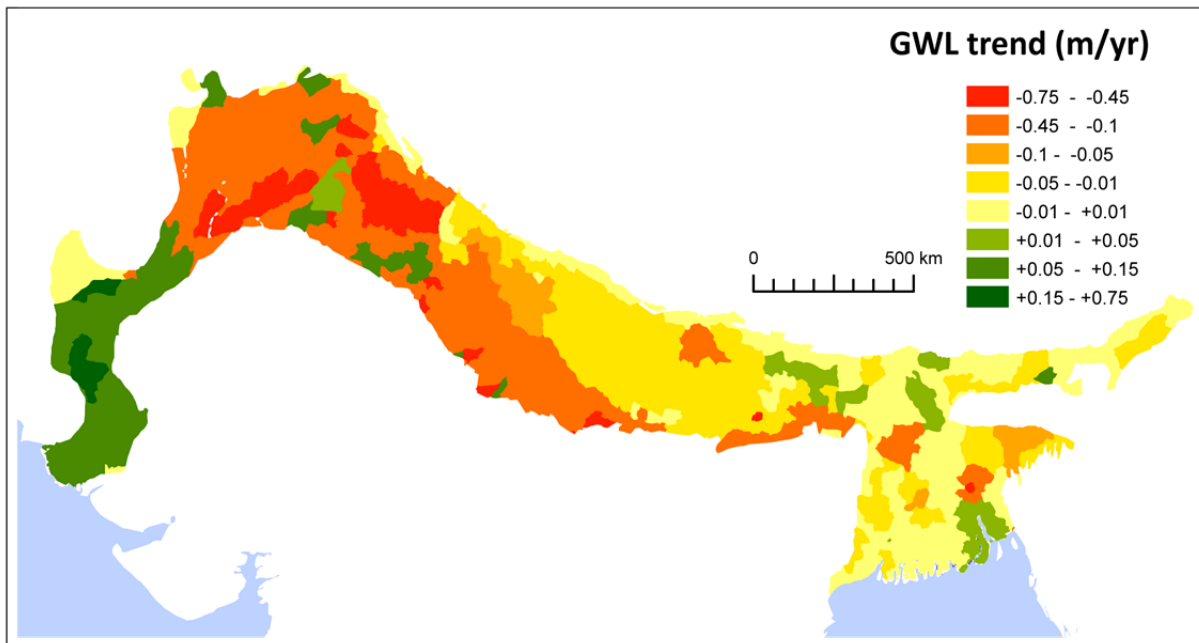 GWL trend (m/yr)
-0.75 - -0.45
-0.45 - -0.1
-0.1 - -0.05
-0.05 - -0.01
-0.01 - +0.01
+0.01 - +0.05
+0.05 - +0.15
+0.15 - +0.75
0 500 km